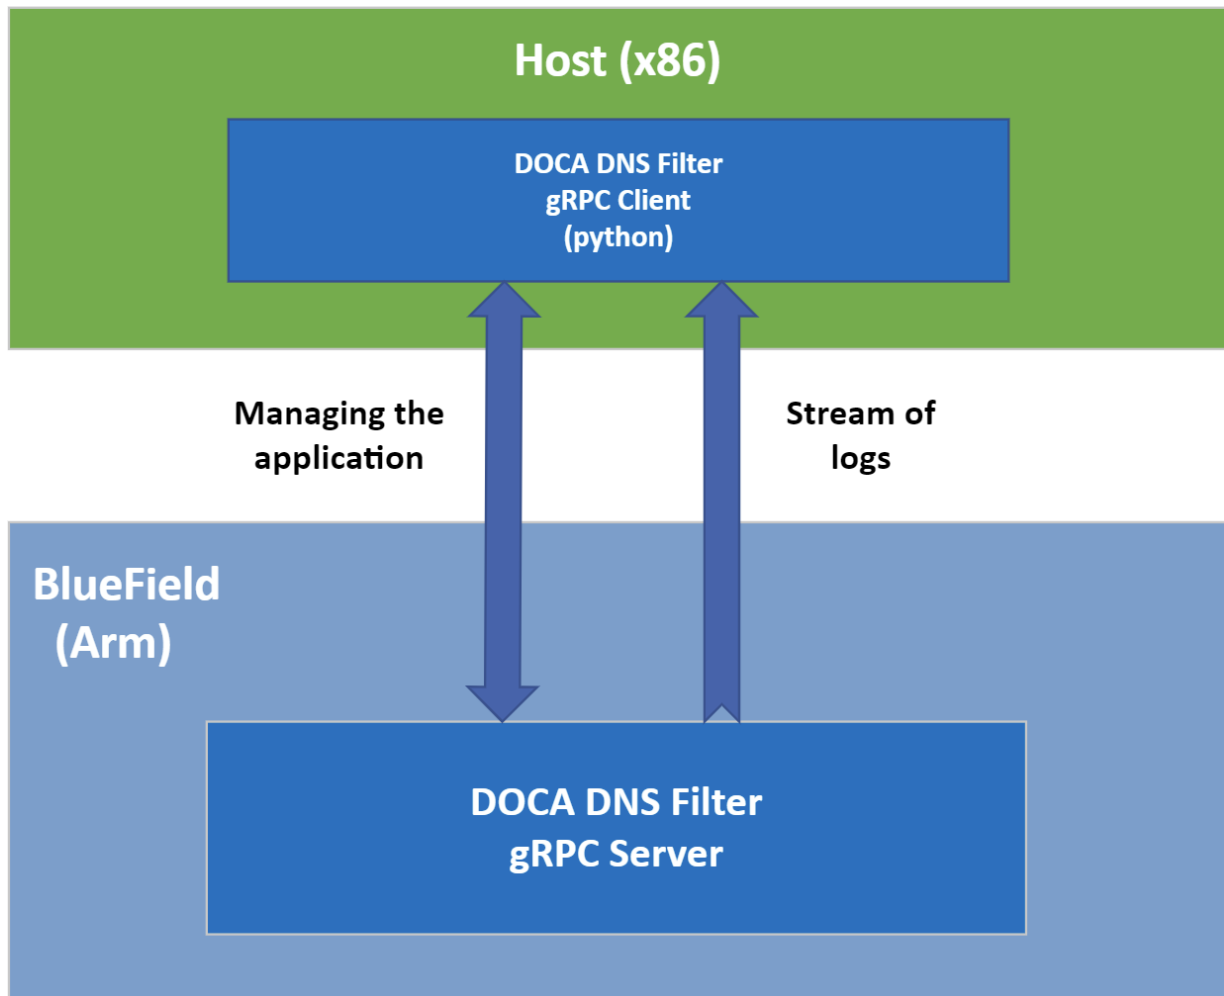 Host (x86)
DOCA DNS Filter
gRPC Client
(python)
Managing the
application
Stream of
logs
BlueField
(Arm)
DOCA DNS Filter
gRPC Server